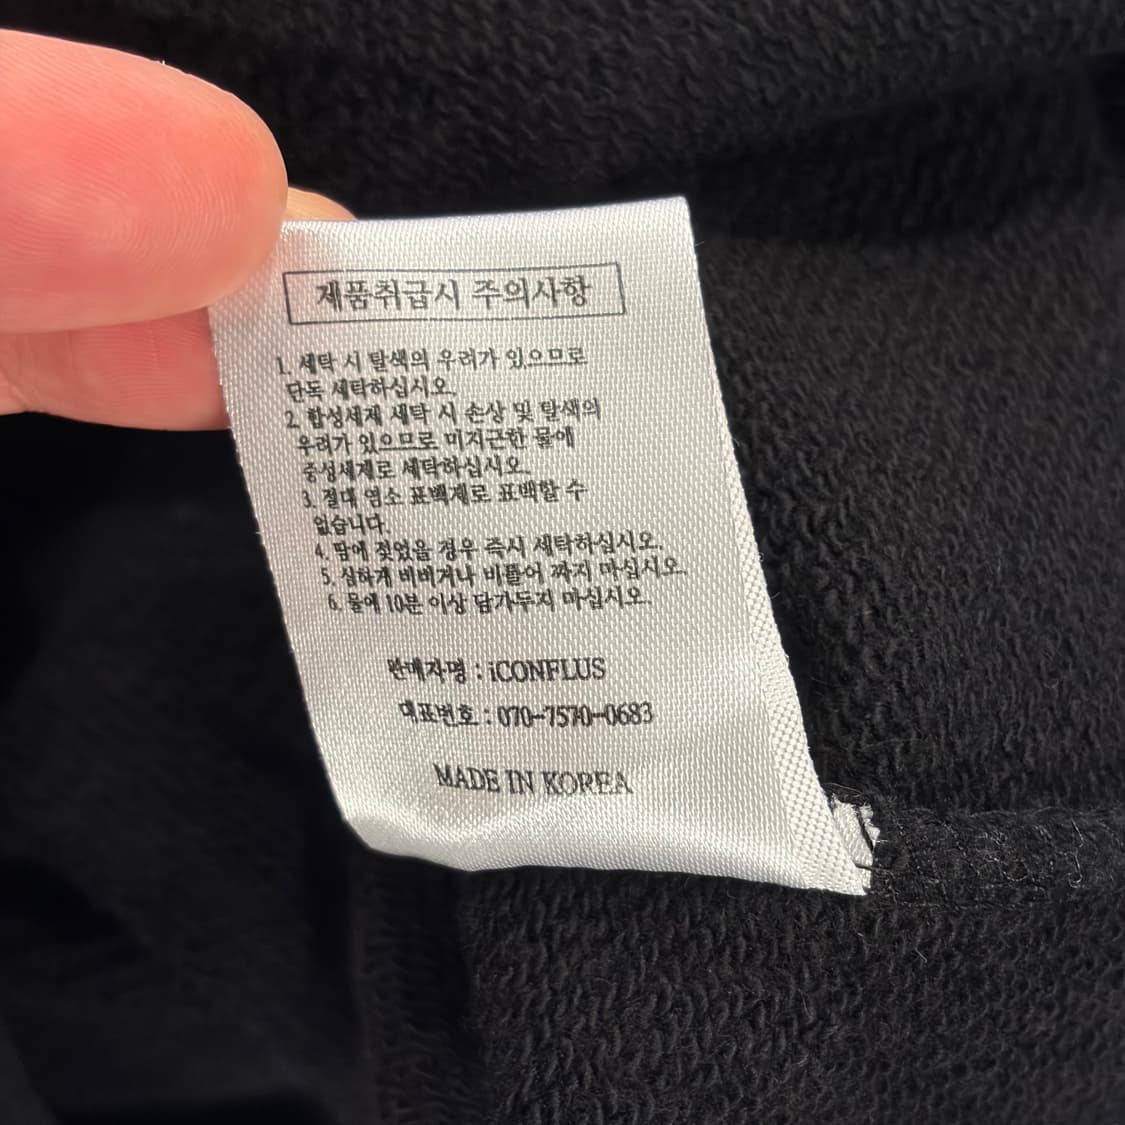 제품취급시 주의사항
1. 세탁 시 탈색의 우려가 있으므로
단독 세탁하십시오.
2. 합성세재 세탁 시 손상 및 탈색의
우려가 있으므로 미지근한 물에
중성세제로 세탁하십시오.
3. 절대 염소 표백제로 표백할 수
없습니다.
4. 땀에 젖었을 경우 즉시 세탁하십시오.
5. 심하게 비비거나 비틀어 짜지 마십시오.
6. 물에 10분 이상 담가두지 마십시오.
판매자명 : iCONFLUS
대표번호 : 070-7570-0683
MADE IN KOREA